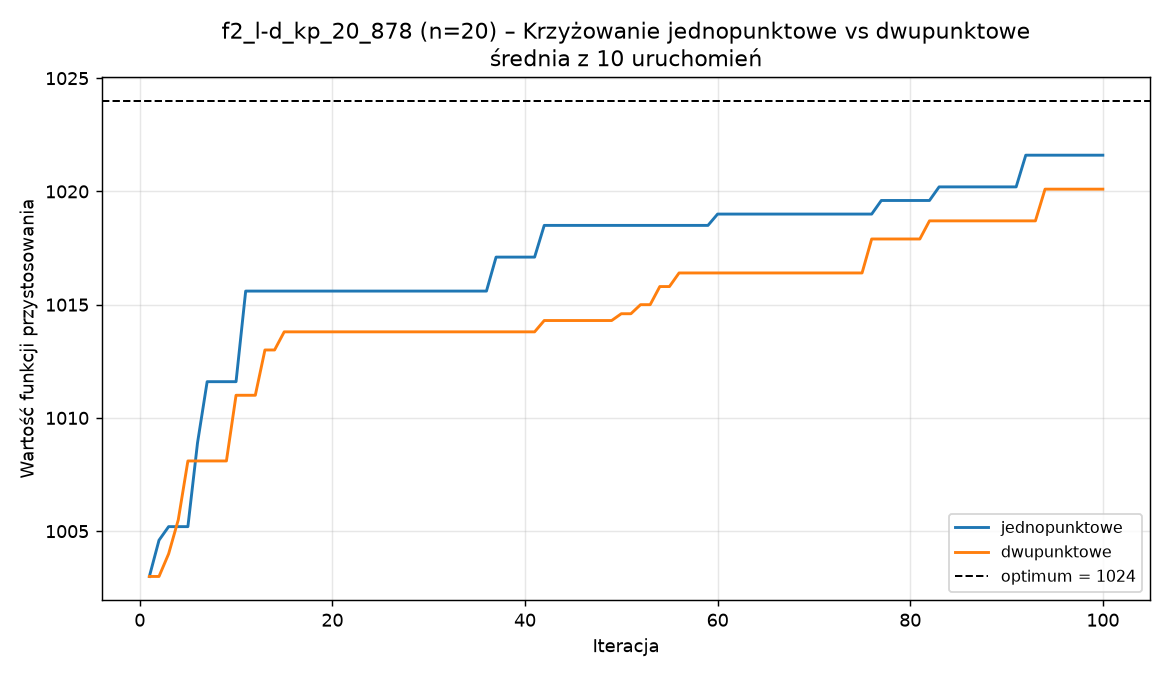 f2_l-d_kp_20_878 (n=20) – Krzyżowanie jednopunktowe vs dwupunktowe
średnia z 10 uruchomień
Wartość funkcji przystosowania
1025
1020
1015
1010
1005
0
20
40
60
80
100
Iteracja
jednopunktowe
dwupunktowe
optimum = 1024